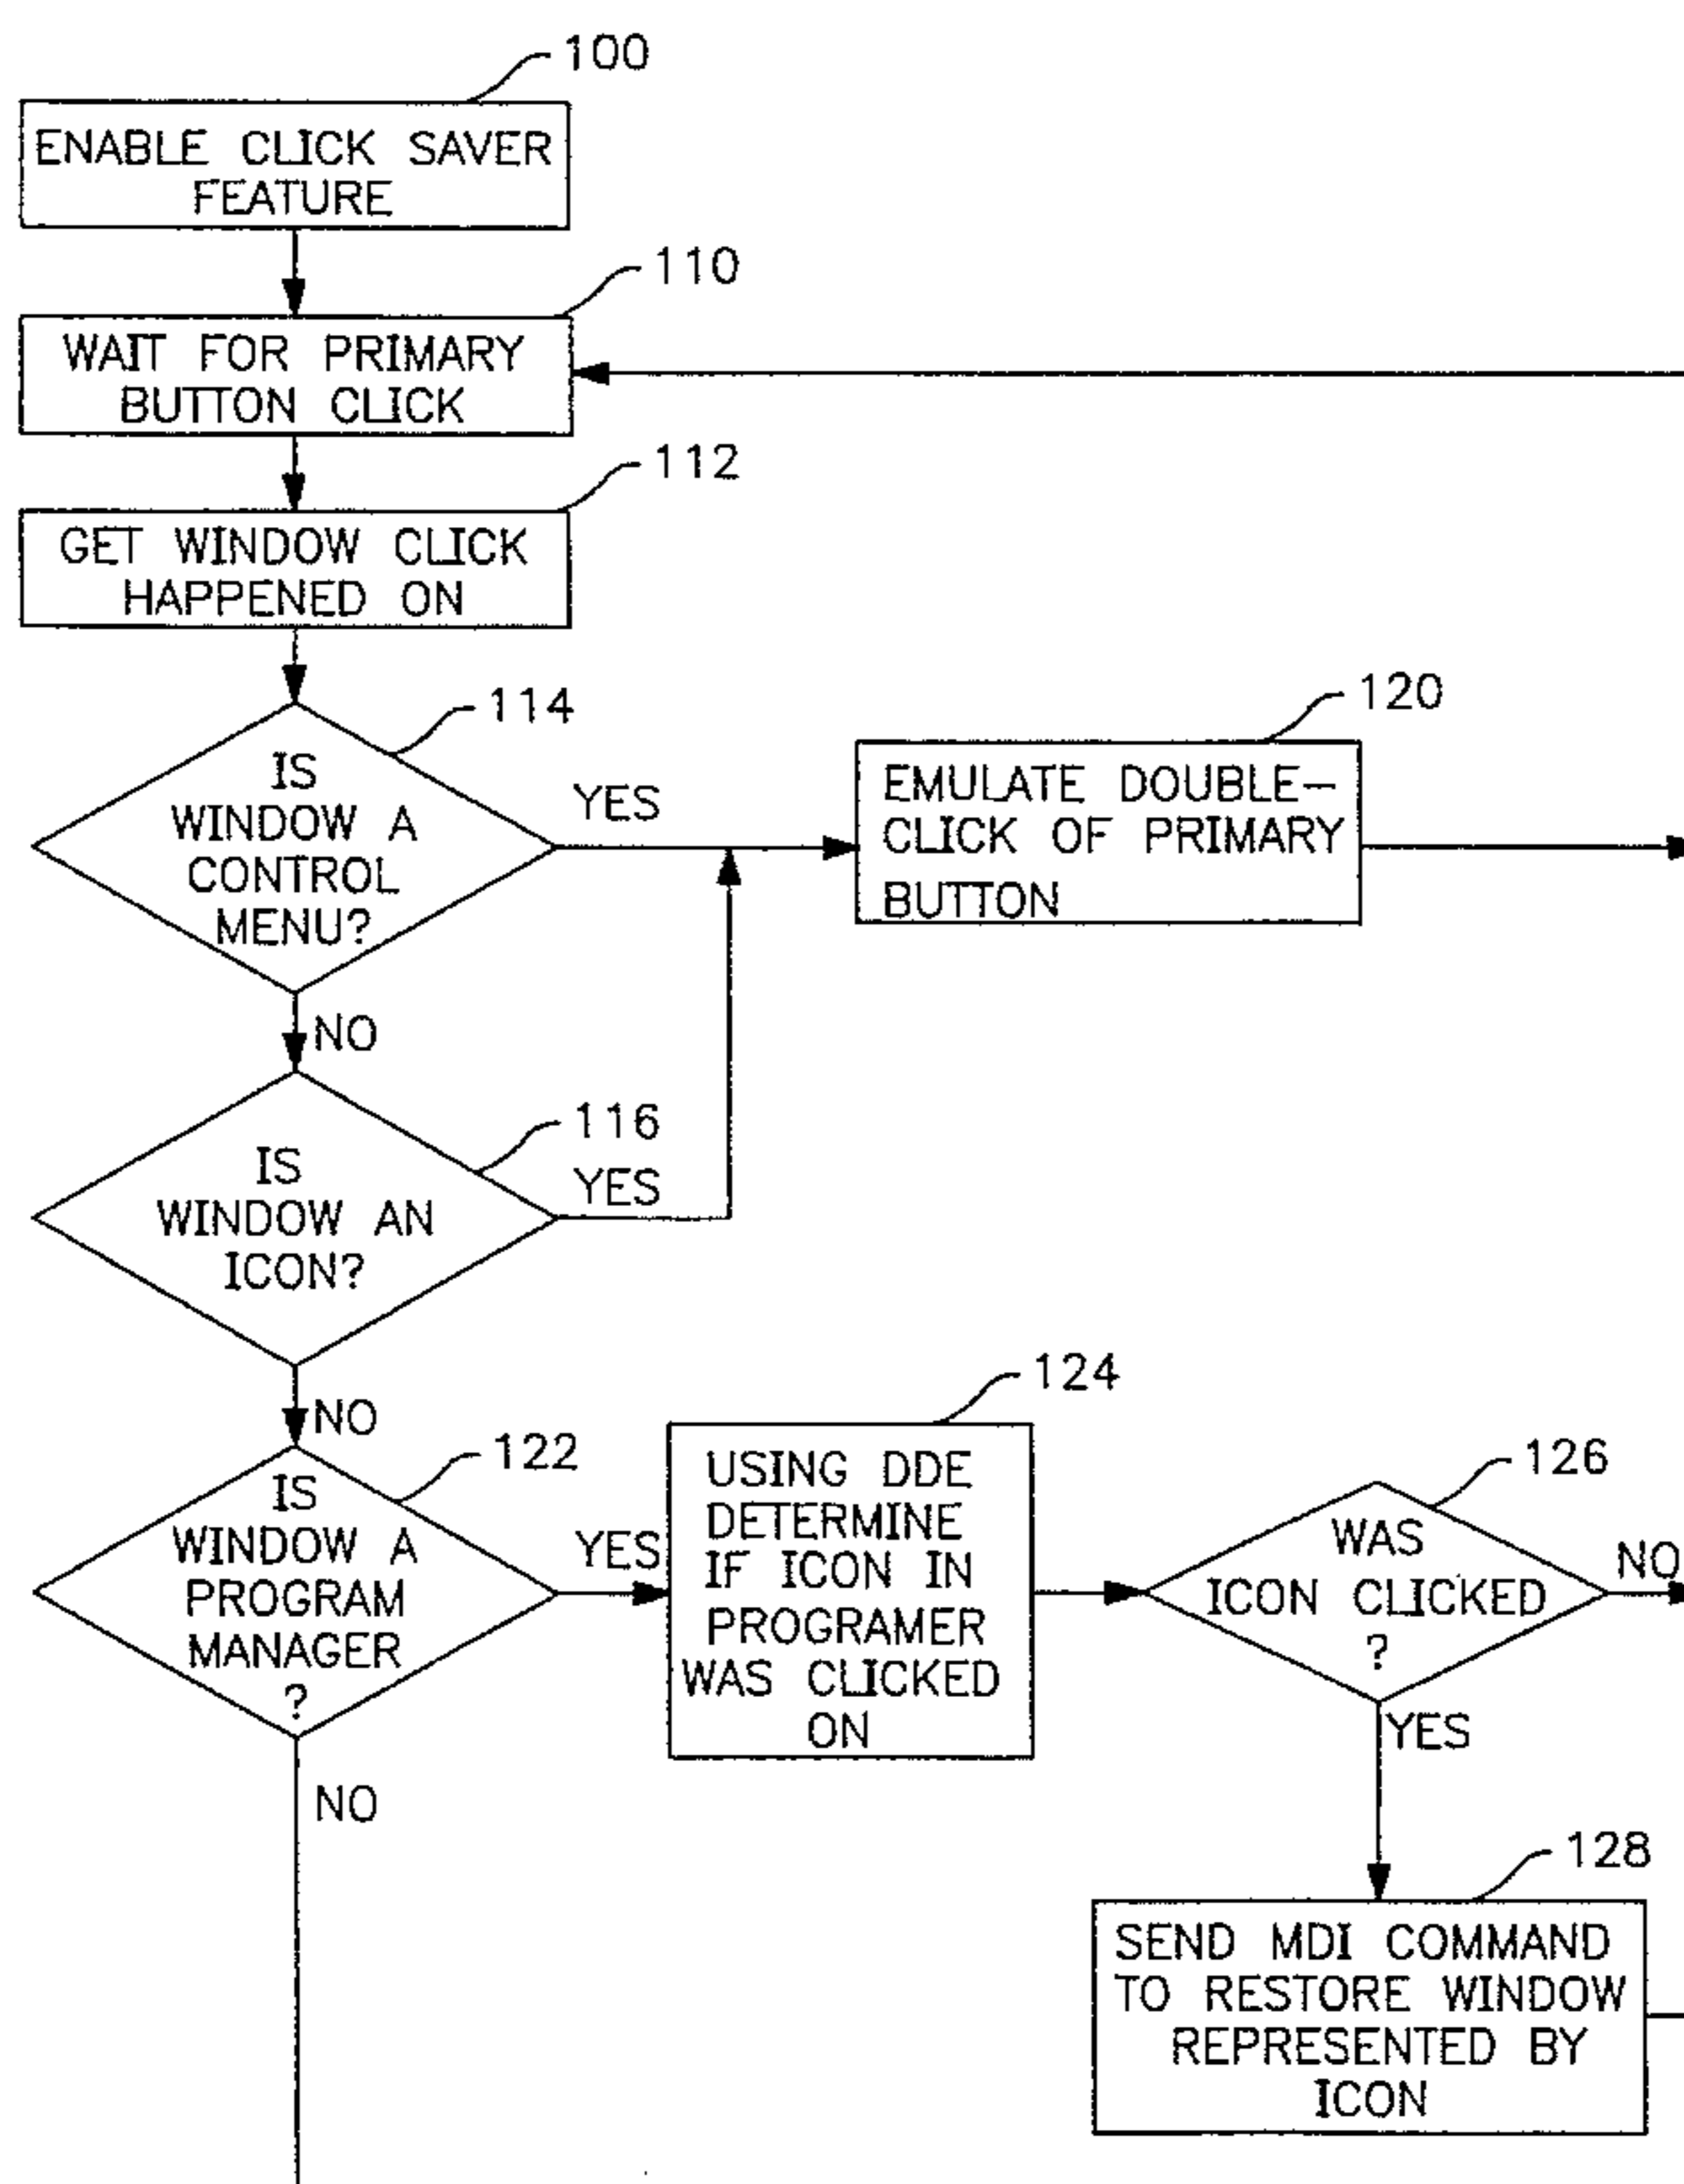 100
ENABLE CLICK SAVER
FEATURE
110
WAIT FOR PRIMARY
BUTTON CLICK
112
GET WINDOW CLICK
HAPPENED ON
114
IS
WINDOW A
CONTROL
MENU?
YES
120
EMULATE DOUBLE-
CLICK OF PRIMARY
BUTTON
NO
116
IS
WINDOW AN
ICON?
YES
NO
122
IS
WINDOW A
PROGRAM
MANAGER
?
YES
124
USING DDE
DETERMINE
IF ICON IN
PROGRAMER
WAS CLICKED
ON
126
WAS
ICON CLICKED
?
NO
YES
NO
128
SEND MDI COMMAND
TO RESTORE WINDOW
REPRESENTED BY
ICON